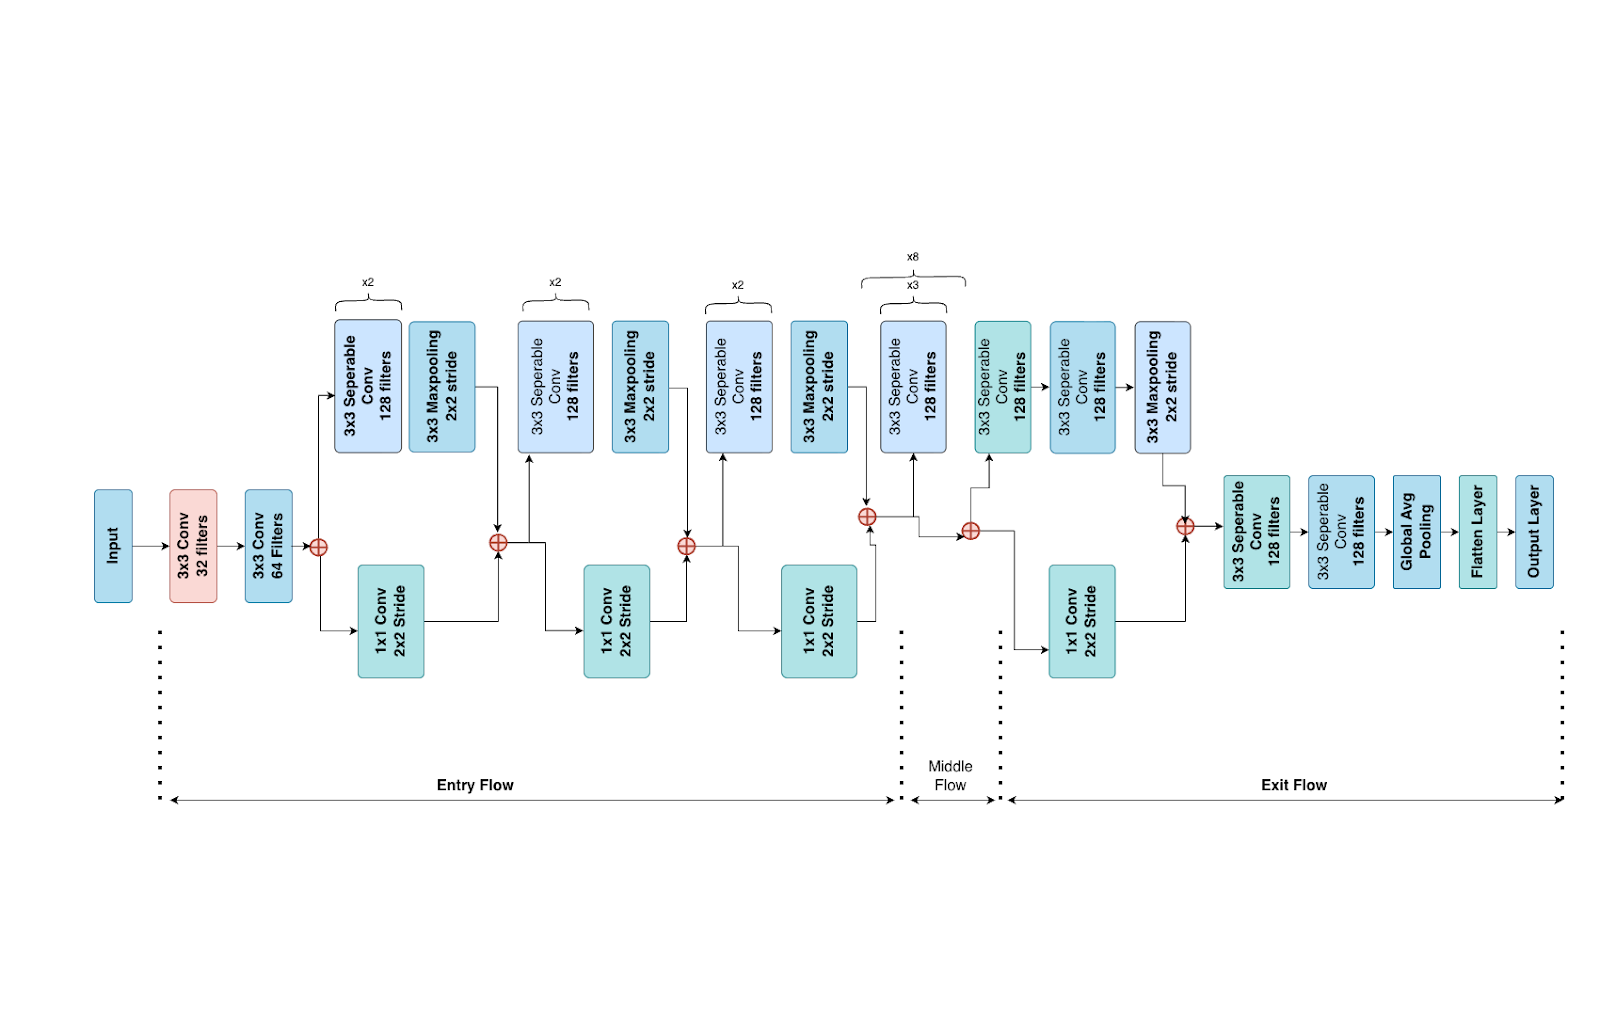 x2
x2
x2
x8
x3
3x3 Seperable
Conv
128 filters
3x3 Maxpooling
2x2 stride
3x3 Seperable
Conv
128 filters
3x3 Maxpooling
2x2 stride
3x3 Seperable
Conv
128 filters
3x3 Maxpooling
2x2 stride
3x3 Seperable
Conv
128 filters
3x3 Seperable
Conv
128 filters
3x3 Seperable
Conv
128 filters
3x3 Maxpooling
2x2 stride
Input
3x3 Conv
32 filters
3x3 Conv
64 Filters
1x1 Conv
2x2 Stride
1x1 Conv
2x2 Stride
1x1 Conv
2x2 Stride
1x1 Conv
2x2 Stride
3x3 Seperable
Conv
128 filters
3x3 Seperable
Conv
128 filters
Global Avg
Pooling
Flatten Layer
Output Layer
Entry Flow
Middle
Flow
Exit Flow